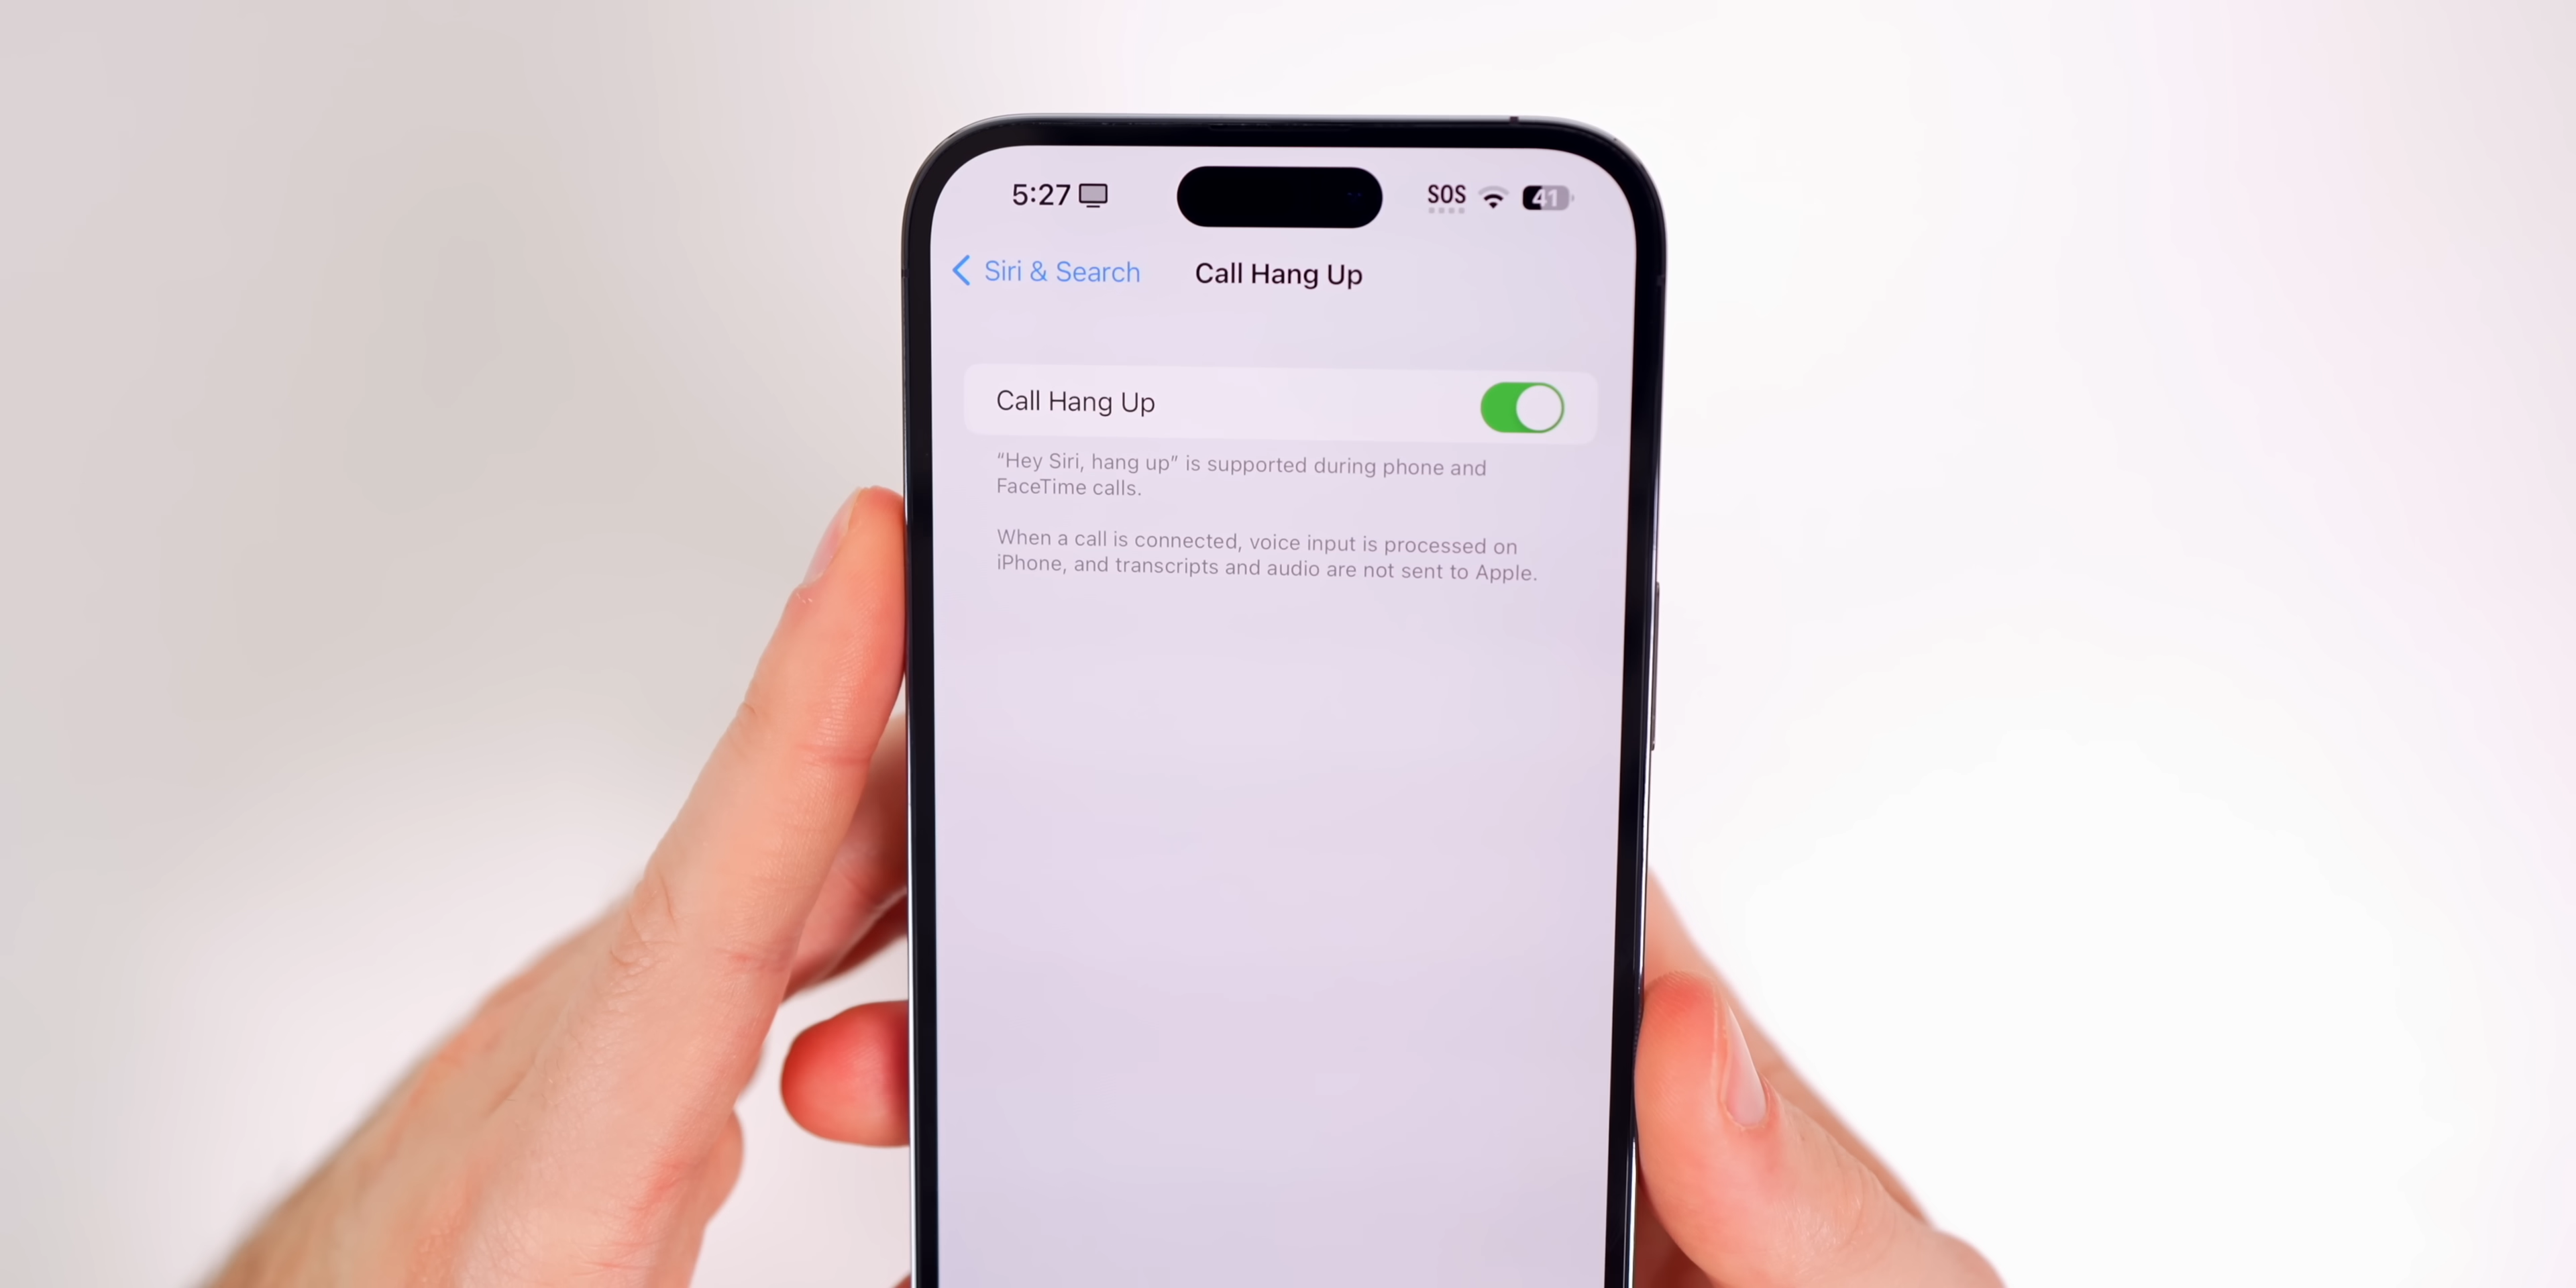 5:27
SOS
41
Siri & Search
Call Hang Up
Call Hang Up
“Hey Siri, hang up” is supported during phone and
FaceTime calls.
When a call is connected, voice input is processed on
iPhone, and transcripts and audio are not sent to Apple.